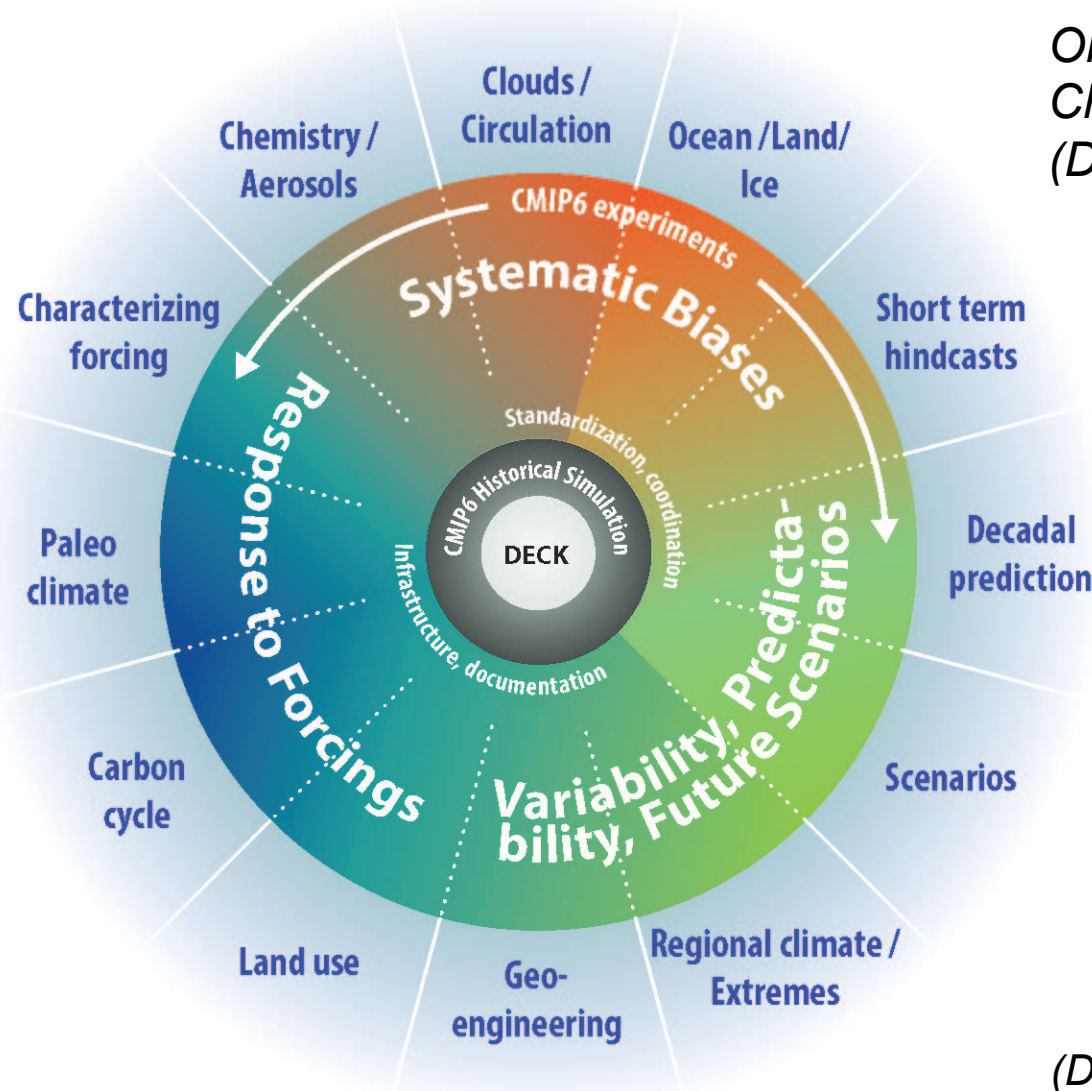 Clouds /
Circulation
Ocean /Land/
Ice
Short term
hindcasts
Decadal
prediction
Scenarios
Regional climate /
Extremes
Geo-
engineering
Land use
Carbon
cycle
Paleo
climate
Characterizing
forcing
Chemistry /
Aerosols
CMIP6 experiments
Systematic Biases
Variability, Predicta-
bility, Future Scenarios
Response to Forcings
Standardization, coordination
Infrastructure, documentation
CMIP6 Historical Simulation
DECK
(D
(D